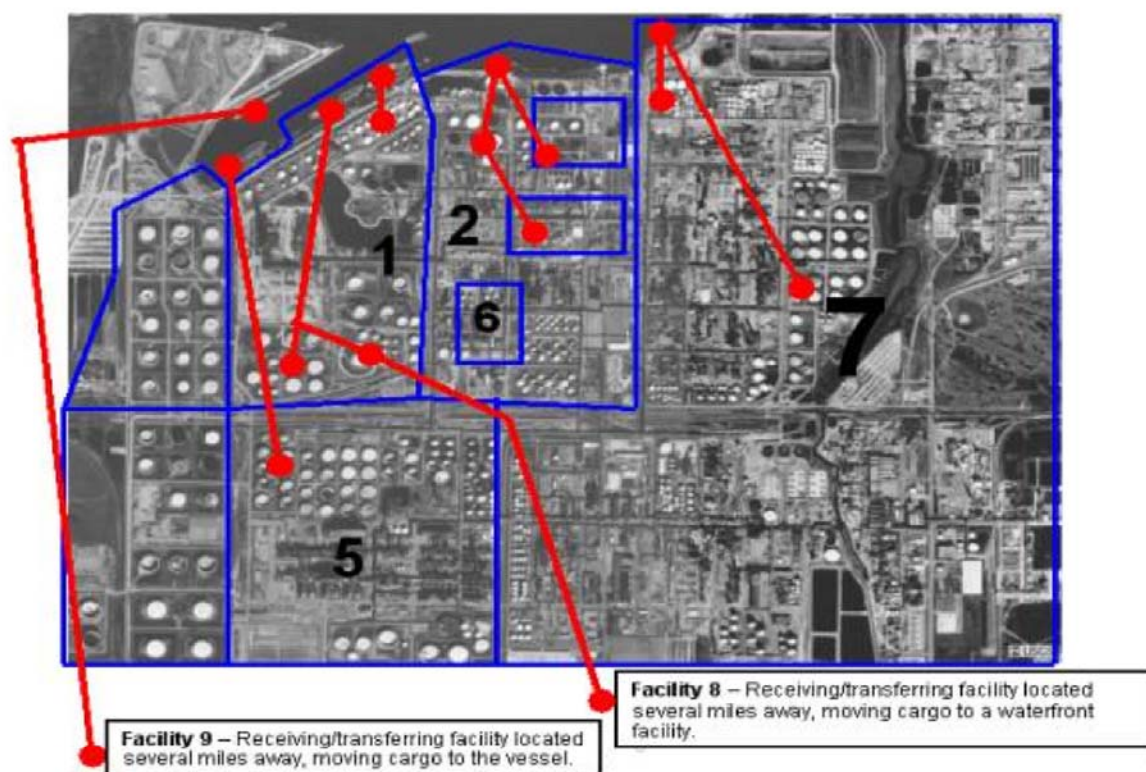 1
2
6
7
5
Facility 8 – Receiving/transferring facility located
several miles away, moving cargo to a waterfront
facility.
Facility 9 – Receiving/transferring facility located
several miles away, moving cargo to the vessel.